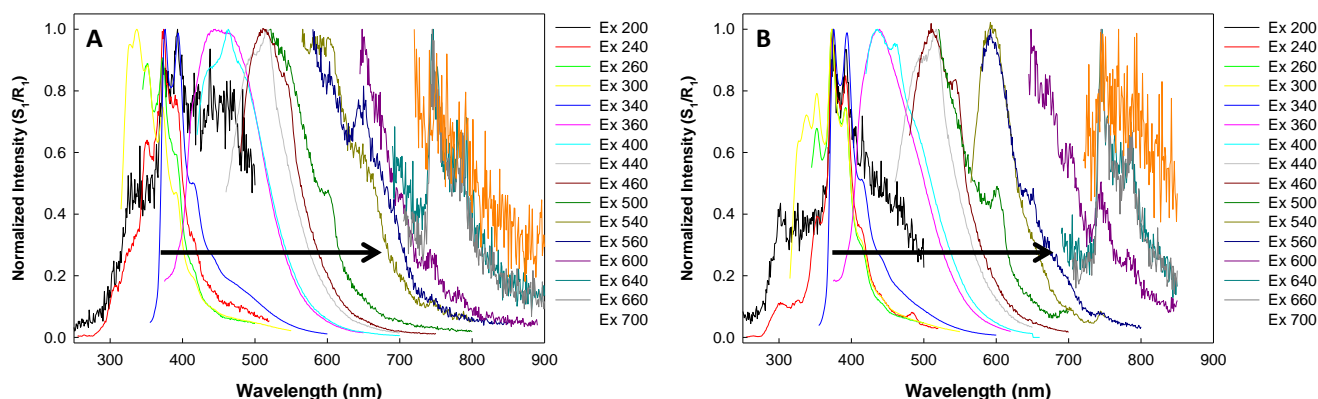 A
Normalized Intensity (S1/R1)
1.0
0.8
0.6
0.4
0.2
0.0
300 400 500 600 700 800 900
Wavelength (nm)
Ex 200
Ex 240
Ex 260
Ex 300
Ex 340
Ex 360
Ex 400
Ex 440
Ex 460
Ex 500
Ex 540
Ex 560
Ex 600
Ex 640
Ex 660
Ex 700
B
Normalized Intensity (S1/R1)
1.0
0.8
0.6
0.4
0.2
0.0
300 400 500 600 700 800 900
Wavelength (nm)
Ex 200
Ex 240
Ex 260
Ex 300
Ex 340
Ex 360
Ex 400
Ex 440
Ex 460
Ex 500
Ex 540
Ex 560
Ex 600
Ex 640
Ex 660
Ex 700